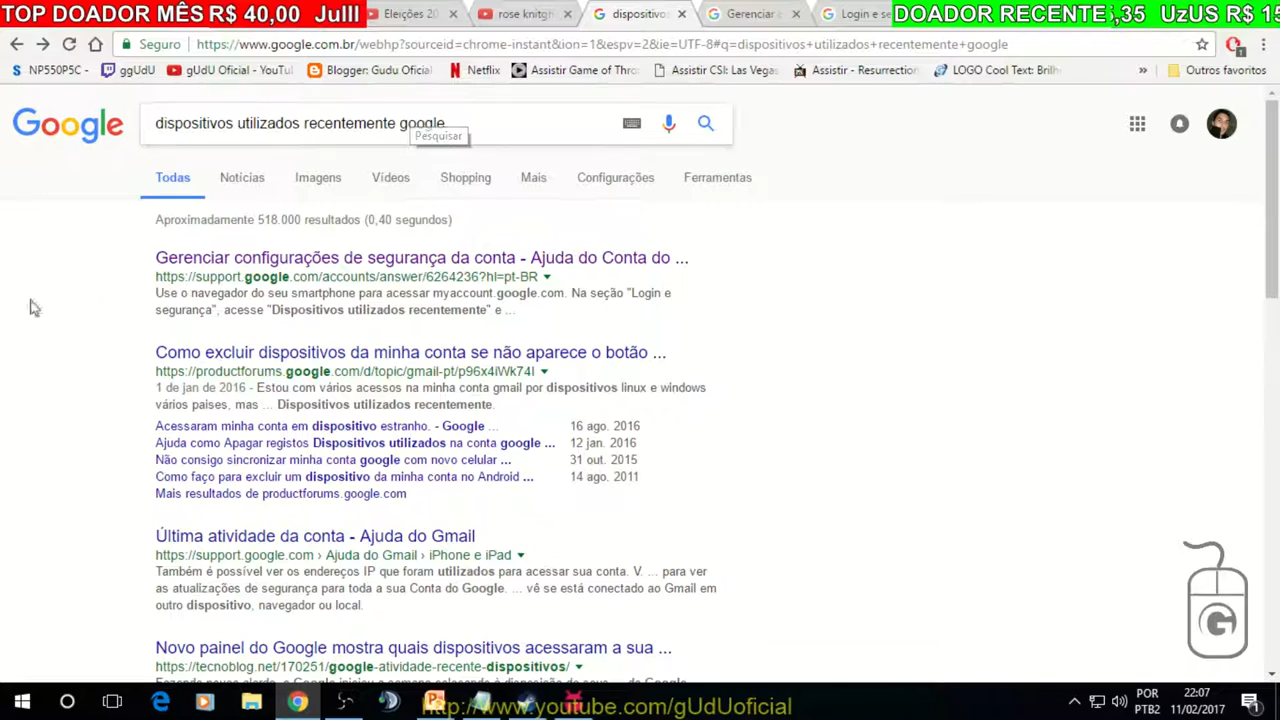 TOP DOADOR MÊS R$ 40,00 Julll
Eleições 20
rose knitgh
dispositivos
Gerenciar
Login e se
DOADOR RECENTE 5,35 UzUS R$ 15
Seguro
https://www.google.com.br/webhp?sourceid=chrome-instant&ion=1&espv=2&ie=UTF-8#q=dispositivos+utilizados+recentemente+google
1
NP550P5C -
ggUdU
gUdU Oficial - YouTul
Blogger: Gudu Oficial
Netflix
Assistir Game of Thro
Assistir CSI: Las Vegas
Assistir - Resurrection
LOGO Cool Text: Brilh
»
Outros favoritos
Google
dispositivos utilizados recentemente google
Pesquisar
Todas
Notícias
Imagens
Vídeos
Shopping
Mais
Configurações
Ferramentas
Aproximadamente 518.000 resultados (0,40 segundos)
Gerenciar configurações de segurança da conta - Ajuda do Conta do ...
https://support.google.com/accounts/answer/6264236?hl=pt-BR
Use o navegador do seu smartphone para acessar myaccount.google.com. Na seção "Login e
segurança", acesse "Dispositivos utilizados recentemente" e ...
Como excluir dispositivos da minha conta se não aparece o botão ...
https://productforums.google.com/d/topic/gmail-pt/p96x4lWk74I
1 de jan de 2016 - Estou com vários acessos na minha conta gmail por dispositivos linux e windows
vários paises, mas ... Dispositivos utilizados recentemente.
Acessaram minha conta em dispositivo estranho. - Google ... 16 ago. 2016
Ajuda como Apagar registos Dispositivos utilizados na conta google ... 12 jan. 2016
Não consigo sincronizar minha conta google com novo celular ... 31 out. 2015
Como faço para excluir um dispositivo da minha conta no Android ... 14 ago. 2011
Mais resultados de productforums.google.com
Última atividade da conta - Ajuda do Gmail
https://support.google.com › Ajuda do Gmail › iPhone e iPad
Também é possível ver os endereços IP que foram utilizados para acessar sua conta. V. ... para ver
as atualizações de segurança para toda a sua Conta do Google. ... vê se está conectado ao Gmail em
outro dispositivo, navegador ou local.
Novo painel do Google mostra quais dispositivos acessaram a sua ...
https://tecnoblog.net/170251/google-atividade-recente-dispositivos/
G
http://www.youtube.com/gUdUoficial
POR
PTB2
22:07
11/02/2017
1